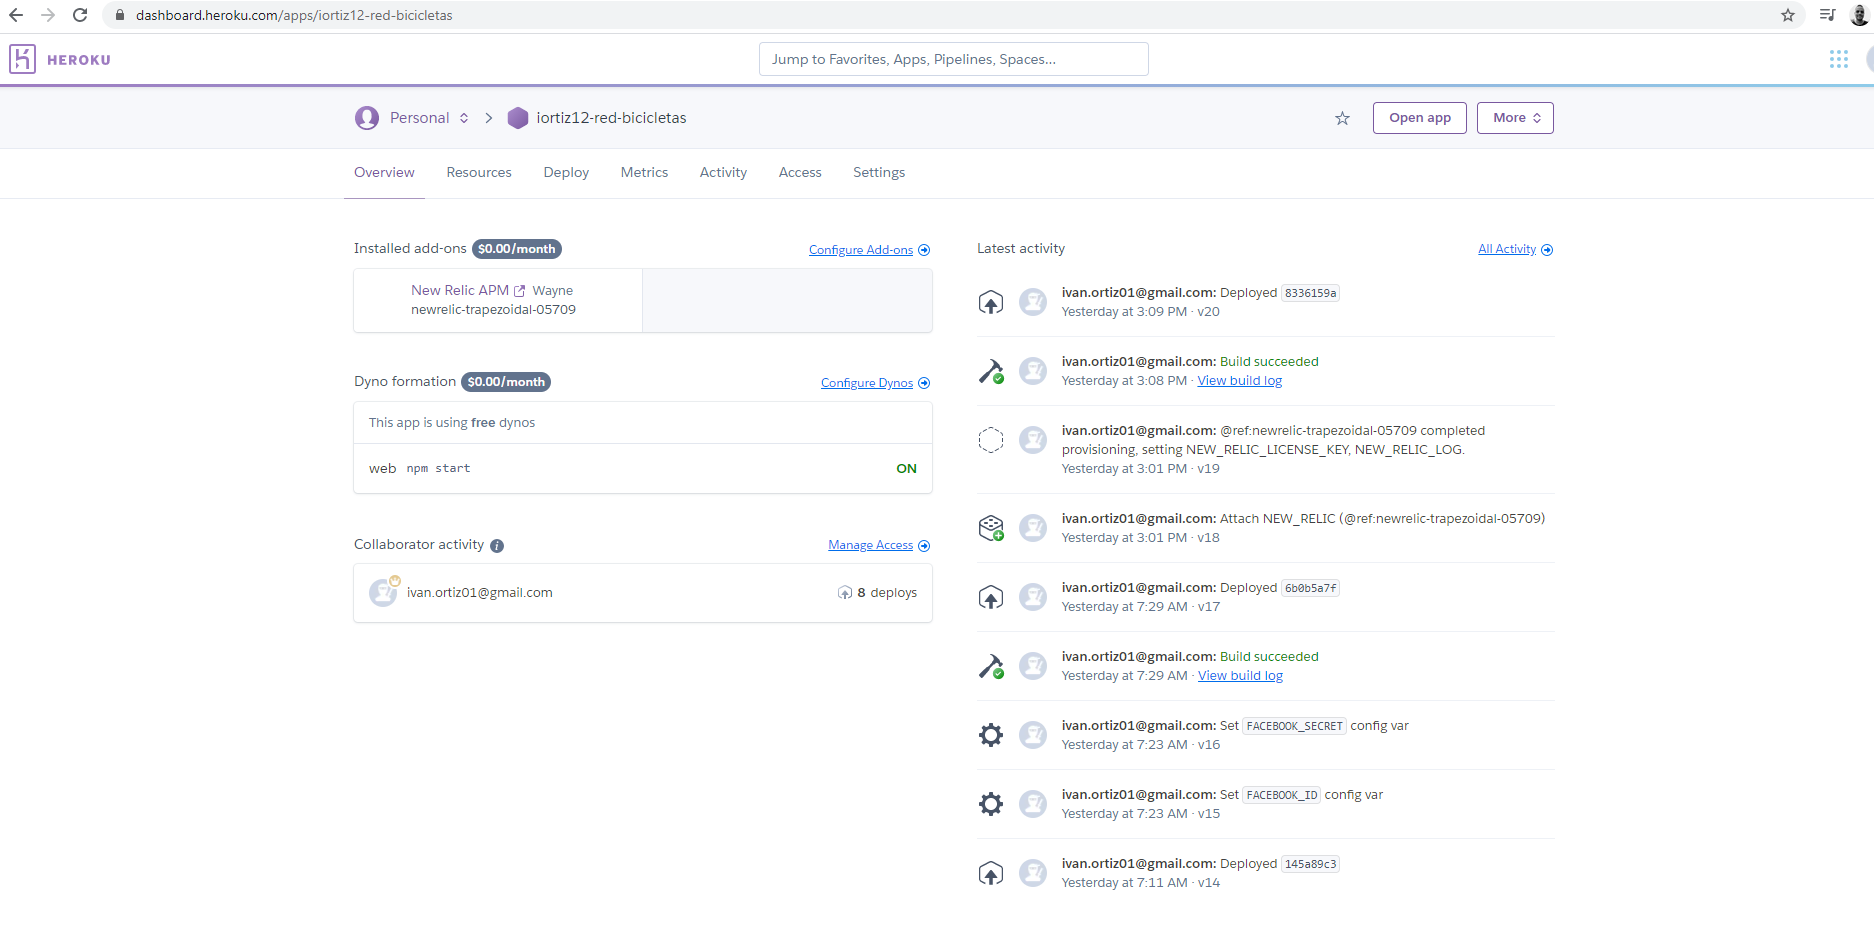 dashboard.heroku.com/apps/iortiz12-red-bicicletas
HEROKU
Jump to Favorites, Apps, Pipelines, Spaces...
Personal
iortiz12-red-bicicletas
Open app
More
Overview
Resources
Deploy
Metrics
Activity
Access
Settings
Installed add-ons $0.00/month
Configure Add-ons
New Relic APM Wayne
newrelic-trapezoidal-05709
Dyno formation $0.00/month
Configure Dynos
This app is using free dynos
web npm start
ON
Collaborator activity
Manage Access
ivan.ortiz01@gmail.com
8 deploys
Latest activity
All Activity
ivan.ortiz01@gmail.com: Deployed 8336159a
Yesterday at 3:09 PM · v20
ivan.ortiz01@gmail.com: Build succeeded
Yesterday at 3:08 PM · View build log
ivan.ortiz01@gmail.com: @ref:newrelic-trapezoidal-05709 completed
provisioning, setting NEW_RELIC_LICENSE_KEY, NEW_RELIC_LOG.
Yesterday at 3:01 PM · v19
ivan.ortiz01@gmail.com: Attach NEW_RELIC (@ref:newrelic-trapezoidal-05709)
Yesterday at 3:01 PM · v18
ivan.ortiz01@gmail.com: Deployed 6b0b5a7f
Yesterday at 7:29 AM · v17
ivan.ortiz01@gmail.com: Build succeeded
Yesterday at 7:29 AM · View build log
ivan.ortiz01@gmail.com: Set FACEBOOK_SECRET config var
Yesterday at 7:23 AM · v16
ivan.ortiz01@gmail.com: Set FACEBOOK_ID config var
Yesterday at 7:23 AM · v15
ivan.ortiz01@gmail.com: Deployed 145a89c3
Yesterday at 7:11 AM · v14